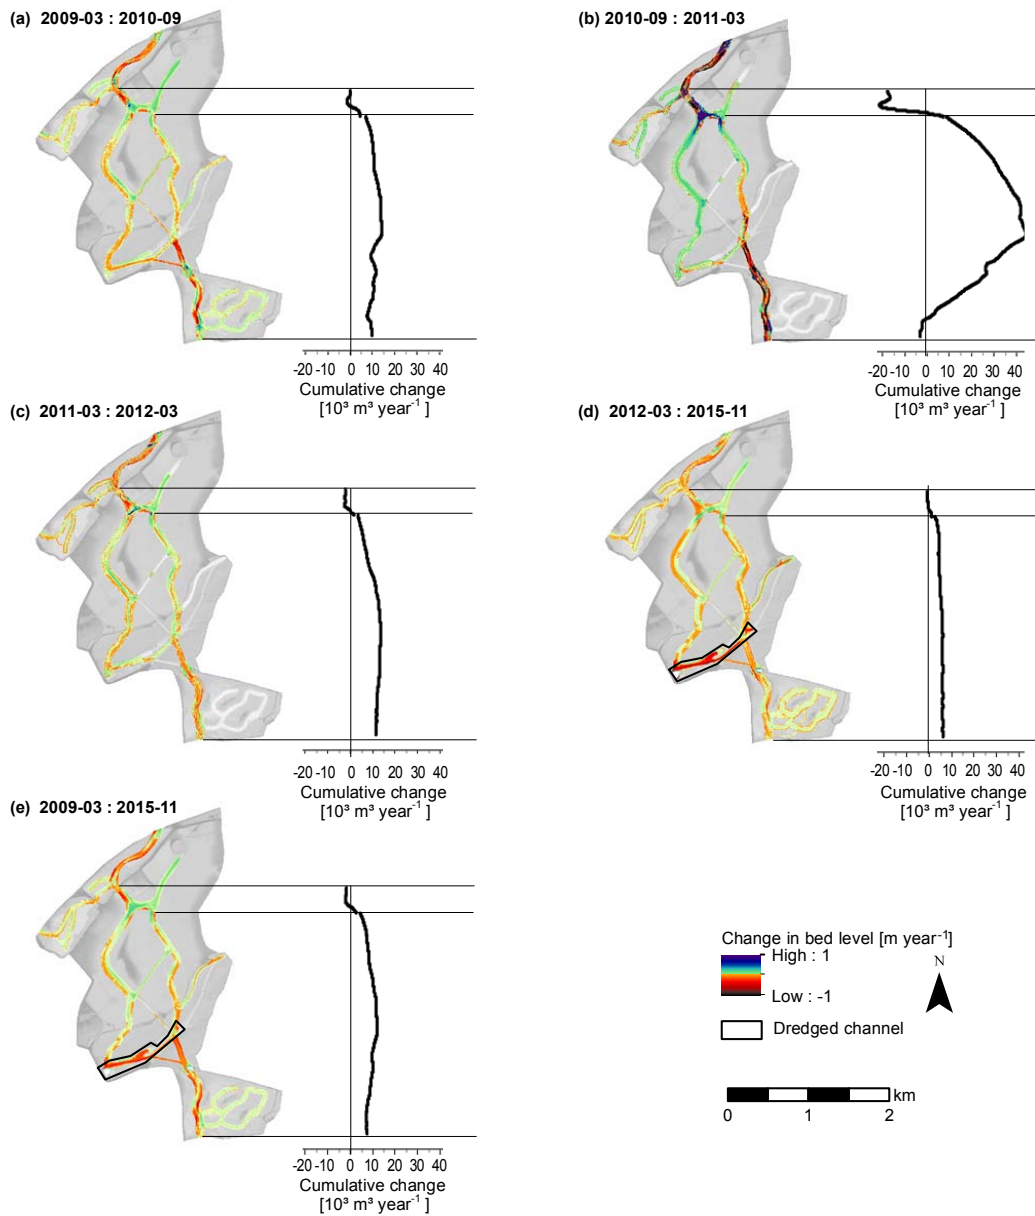 (a) 2009-03 : 2010-09
(b) 2010-09 : 2011-03
-20 -10 0 10 20 30 40
Cumulative change
[10³ m³ year⁻¹ ]
-20 -10 0 10 20 30 40
Cumulative change
[10³ m³ year⁻¹ ]
(c) 2011-03 : 2012-03
(d) 2012-03 : 2015-11
-20 -10 0 10 20 30 40
Cumulative change
[10³ m³ year⁻¹ ]
-20 -10 0 10 20 30 40
Cumulative change
[10³ m³ year⁻¹ ]
(e) 2009-03 : 2015-11
-20 -10 0 10 20 30 40
Cumulative change
[10³ m³ year⁻¹ ]
Change in bed level [m year⁻¹]
High : 1
Low : -1
N
Dredged channel
km
0 1 2